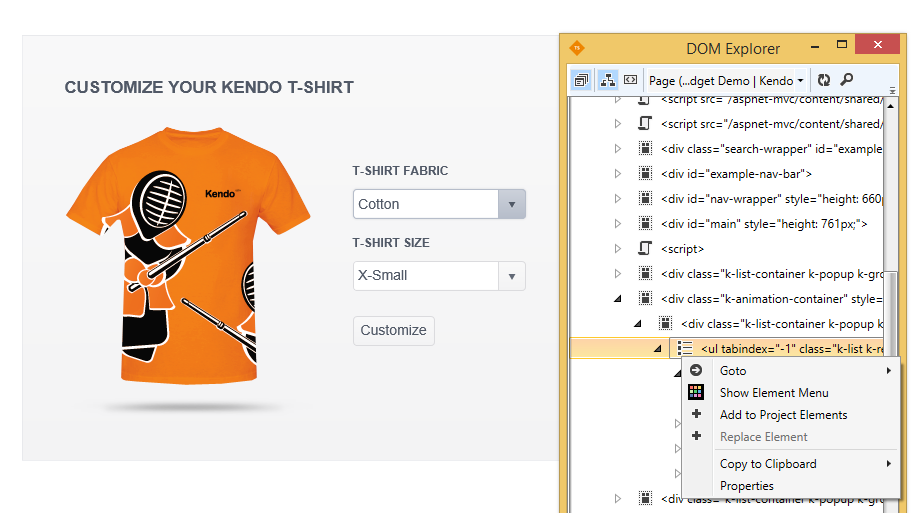 CUSTOMIZE YOUR KENDO T-SHIRT
Kendo
T-SHIRT FABRIC
Cotton
T-SHIRT SIZE
X-Small
Customize
TS
DOM Explorer
Page (...dget Demo | Kendo
<script src="/aspnet-mvc/content/shared/
<script src="/aspnet-mvc/content/shared/
<div class="search-wrapper" id="example
<div id="example-nav-bar">
<div id="nav-wrapper" style="height: 660p
<div id="main" style="height: 761px;">
<script>
<div class="k-list-container k-popup k-gro
<div class="k-animation-container" style=
<div class="k-list-container k-popup k
<ul tabindex="-1" class="k-list k-re
Goto
Show Element Menu
Add to Project Elements
Replace Element
Copy to Clipboard
Properties
<div class="k-list-container k-popup k-gro